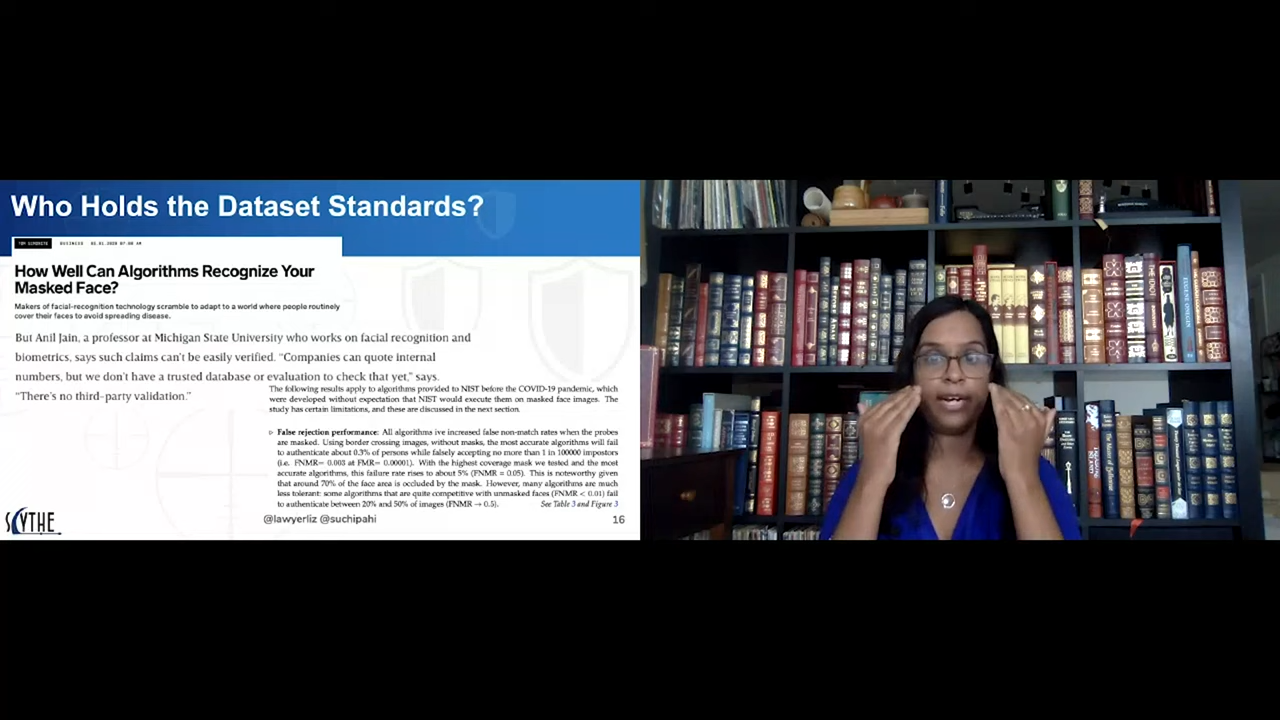 Who Holds the Dataset Standards?
TOM SIMONITE BUSINESS
How Well Can Algorithms Recognize Your
Masked Face?
Makers of facial-recognition technology scramble to adapt to a world where people routinely
cover their faces to avoid spreading disease.
But Anil Jain, a professor at Michigan State University who works on facial recognition and
biometrics, says such claims can't be easily verified. “Companies can quote internal
numbers, but we don't have a trusted database or evaluation to check that yet,” says.
“There's no third-party validation.”
The following results apply to algorithms provided to NIST before the COVID-19 pandemic, which
were developed without expectation that NIST would execute them on masked face images. The
study has certain limitations, and these are discussed in the next section.
▷ False rejection performance: All algorithms ive increased false non-match rates when the probes
are masked. Using border crossing images, without masks, the most accurate algorithms will fail
to authenticate about 0.3% of persons while falsely accepting no more than 1 in 100000 impostors
(i.e. FNMR= 0.003 at FMR= 0.00001). With the highest coverage mask we tested and the most
accurate algorithms, this failure rate rises to about 5% (FNMR = 0.05). This is noteworthy given
that around 70% of the face area is occluded by the mask. However, many algorithms are much
less tolerant: some algorithms that are quite competitive with unmasked faces (FNMR < 0.01) fail
to authenticate between 20% and 50% of images (FNMR → 0.5). See Table 3 and Figure 3
SCYTHE
@lawyerliz @suchipahi
16
THE IDIOT
EUGENE ONEGIN